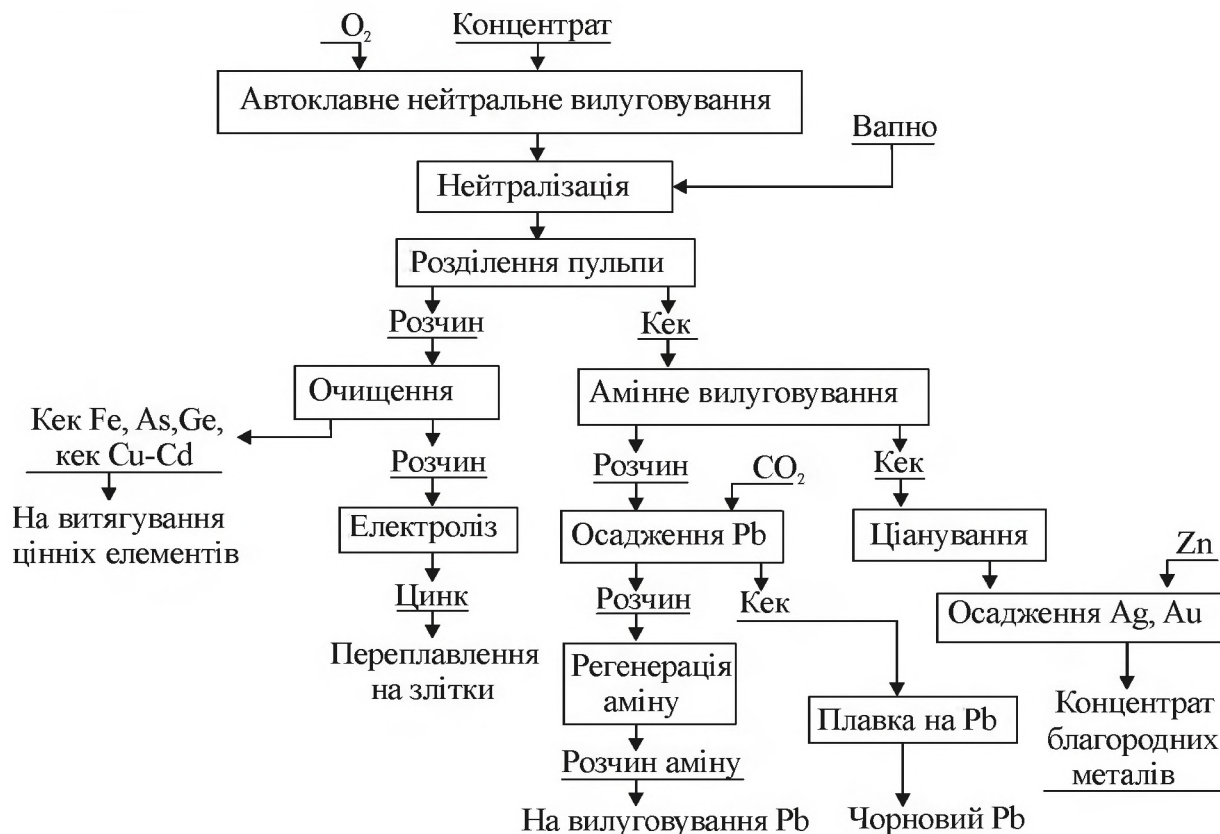 O₂
Концентрат
Автоклавне нейтральне вилуговування
Вапно
Нейтралізація
Розділення пульпи
Розчин
Кек
Очищення
Амінне вилуговування
Кек Fe, As,Ge,
кек Cu-Cd
Розчин
Розчин
CO₂
Кек
На витягування
цінніх елементів
Електроліз
Осадження Pb
Ціанування
Zn
Цинк
Розчин
Кек
Осадження Ag, Au
Переплавлення
на злітки
Регенерація
аміну
Плавка на Pb
Концентрат
благородних
металів
Розчин аміну
На вилуговування Pb
Чорновий Pb